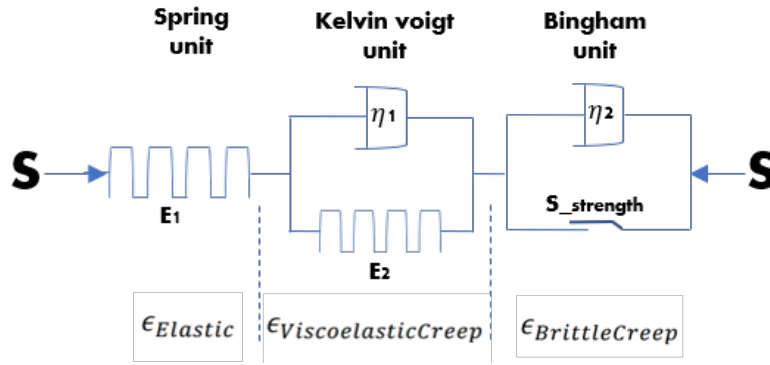 Spring
unit
Kelvin voigt
unit
Bingham
unit
η1
η2
S
S
S_strength
E1
E2
ϵElastic
ϵViscoelasticCreep
ϵBrittleCreep